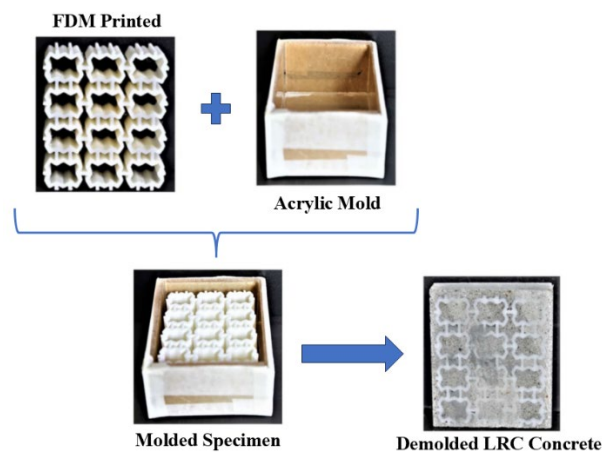 FDM Printed
Acrylic Mold
Molded Specimen
Demolded LRC Concrete